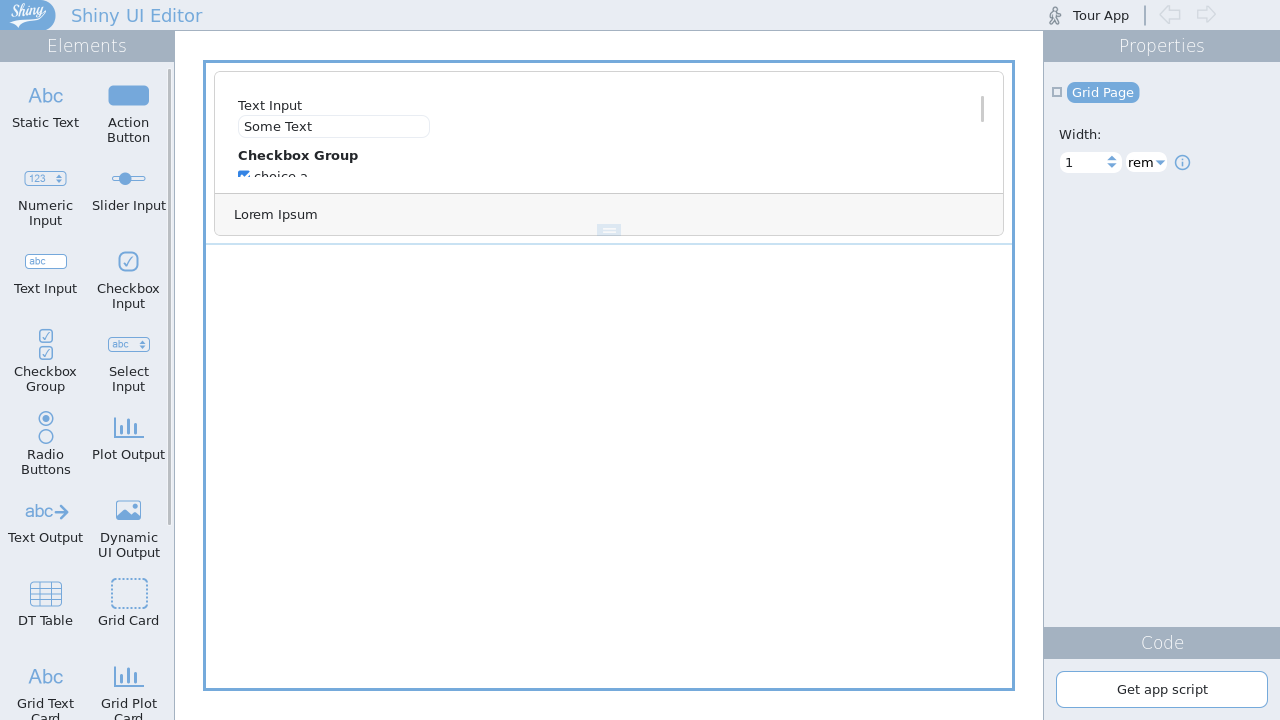 Shiny
Shiny UI Editor
Tour App
Elements
Abc
Static Text
Action
Button
123
Numeric
Input
Slider Input
abc
Text Input
Checkbox
Input
Checkbox
Group
abc
Select
Input
Radio
Buttons
Plot Output
abc
Text Output
Dynamic
UI Output
DT Table
Grid Card
Abc
Grid Text
Card
Grid Plot
Card
Text Input
Some Text
Checkbox Group
choice a
Lorem Ipsum
Properties
Grid Page
Width:
1
rem
Code
Get app script